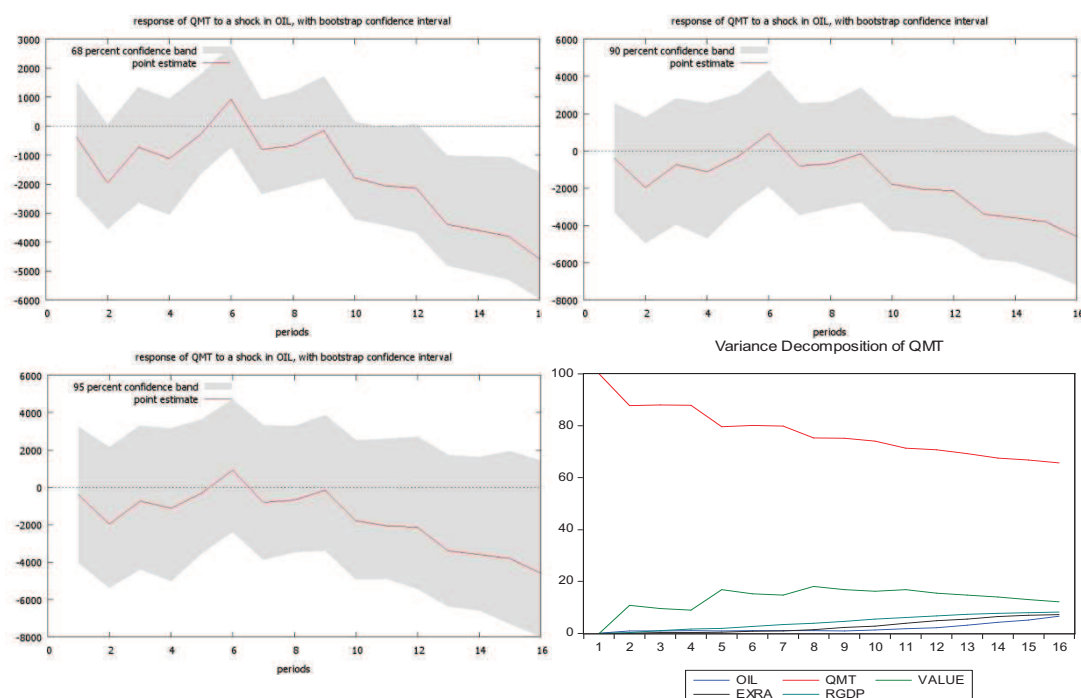 response of QMT to a shock in OIL, with bootstrap confidence interval
3000
2000
1000
0
-1000
-2000
-3000
-4000
-5000
-6000
68 percent confidence band
point estimate
0 2 4 6 8 10 12 14 16
periods
response of QMT to a shock in OIL, with bootstrap confidence interval
6000
4000
2000
0
-2000
-4000
-6000
-8000
90 percent confidence band
point estimate
0 2 4 6 8 10 12 14 16
periods
response of QMT to a shock in OIL, with bootstrap confidence interval
6000
4000
2000
0
-2000
-4000
-6000
-8000
95 percent confidence band
point estimate
0 2 4 6 8 10 12 14 16
periods
Variance Decomposition of QMT
100
80
60
40
20
0
1 2 3 4 5 6 7 8 9 10 11 12 13 14 15 16
OIL QMT VALUE
EXRA RGDP